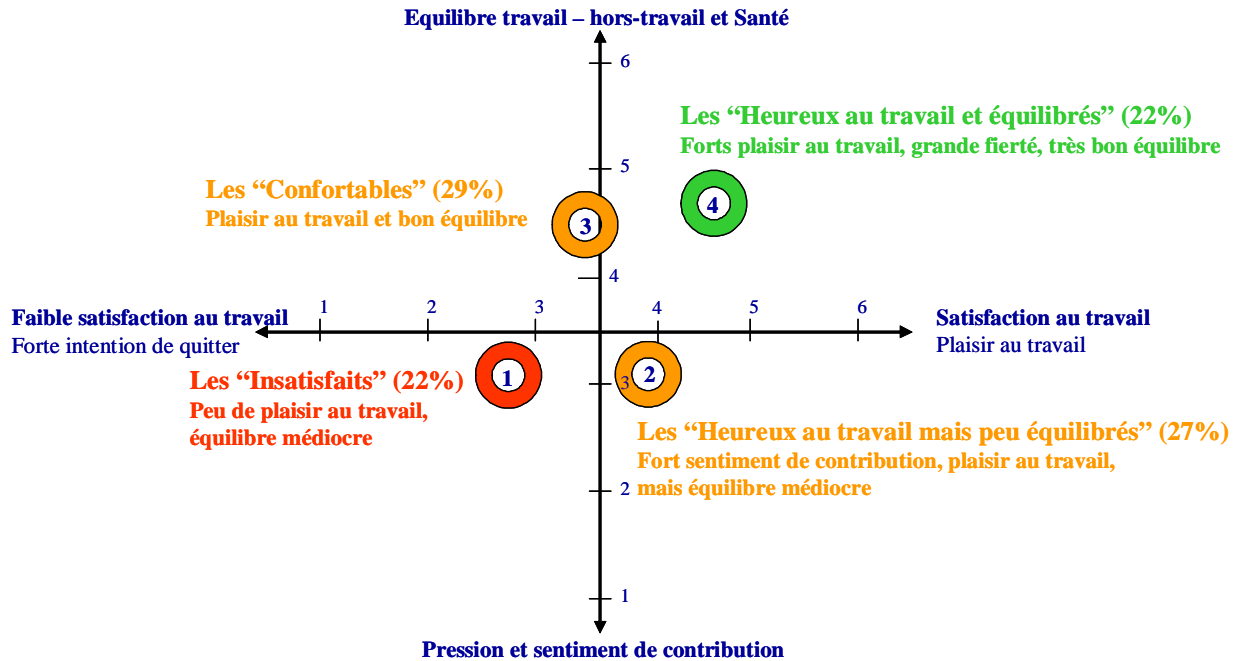 Equilibre travail – hors-travail et Santé
6
Les “Heureux au travail et équilibrés” (22%)
Forts plaisir au travail, grande fierté, très bon équilibre
5
Les “Confortables” (29%)
Plaisir au travail et bon équilibre
4
3
4
1
2
3
4
5
6
Faible satisfaction au travail
Forte intention de quitter
Satisfaction au travail
Plaisir au travail
Les “Insatisfaits” (22%)
Peu de plaisir au travail,
équilibre médiocre
1
3
2
Les “Heureux au travail mais peu équilibrés” (27%)
Fort sentiment de contribution, plaisir au travail,
mais équilibre médiocre
2
1
Pression et sentiment de contribution